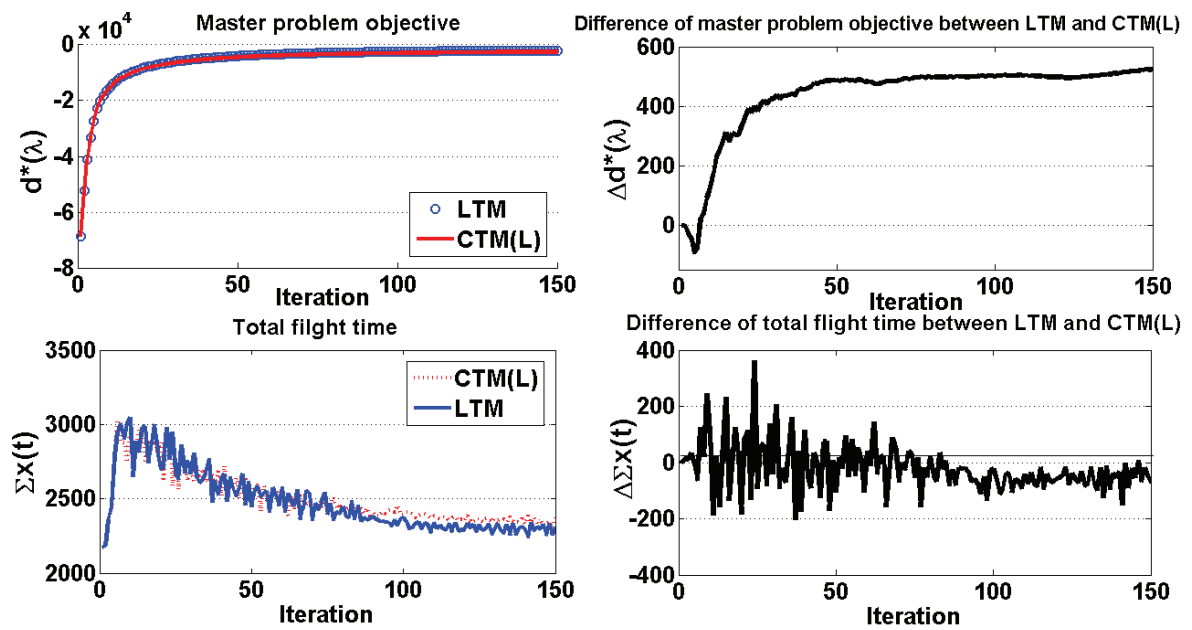 Master problem objective
× 10^4
0
-2
-4
-6
-8
d*(λ)
LTM
CTM(L)
0
50
100
150
Iteration
Difference of master problem objective between LTM and CTM(L)
600
400
200
0
Δd*(λ)
0
50
100
150
Iteration
Total filght time
3500
3000
2500
2000
Σx(t)
CTM(L)
LTM
0
50
100
150
Iteration
Difference of total flight time between LTM and CTM(L)
400
200
0
-200
-400
ΔΣx(t)
0
50
100
150
Iteration